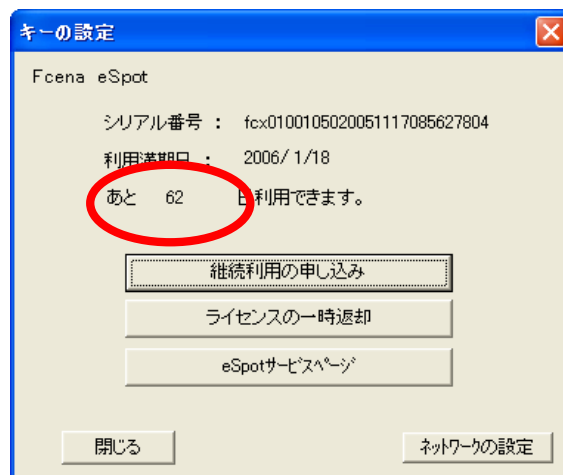 キーの設定
Fcena eSpot
シリアル番号 : fcx0100105020051117085627804
利用満期日 : 2006/ 1/18
あと 62 日利用できます。
継続利用の申し込み
ライセンスの一時返却
eSpotｻｰﾋﾞｽﾍﾟｰｼﾞ
閉じる
ﾈｯﾄﾜｰｸの設定